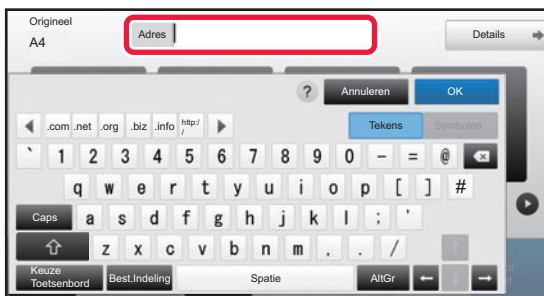 Origineel
A4
Adres
Details
? Annuleren OK
.com .net .org .biz .info http:/
/
Tekens Symbolen
` 1 2 3 4 5 6 7 8 9 0 - = @
q w e r t y u i o p [ ] #
Caps a s d f g h j k l ; '
z x c v b n m , . /
Keuze
Toetsenbord Best.Indeling Spatie AltGr